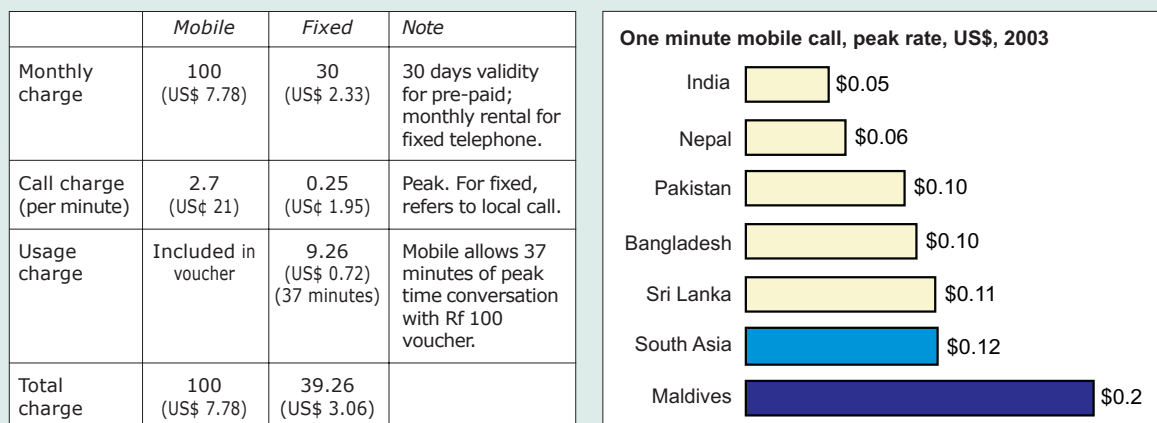 Mobile Fixed Note
Monthly 100 30 30 days validity
charge (US$ 7.78) (US$ 2.33) for pre-paid;
monthly rental for
fixed telephone.
Call charge 2.7 0.25 Peak. For fixed,
(per minute) (US¢ 21) (US¢ 1.95) refers to local call.
Usage Included in 9.26 Mobile allows 37
charge voucher (US$ 0.72) minutes of peak
(37 minutes) time conversation
with Rf 100
voucher.
Total 100 39.26
charge (US$ 7.78) (US$ 3.06)
One minute mobile call, peak rate, US$, 2003
India $0.05
Nepal $0.06
Pakistan $0.10
Bangladesh $0.10
Sri Lanka $0.11
South Asia $0.12
Maldives $0.2